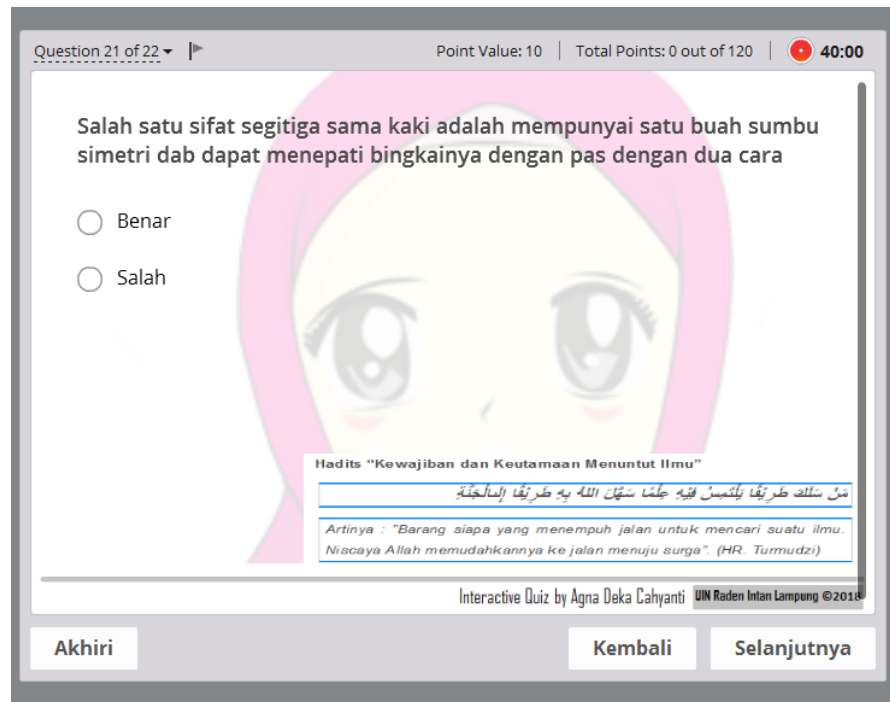 Question 21 of 22
Point Value: 10 | Total Points: 0 out of 120 | 40:00
Salah satu sifat segitiga sama kaki adalah mempunyai satu buah sumbu
simetri dab dapat menepati bingkainya dengan pas dengan dua cara
Benar
Salah
Hadits “Kewajiban dan Keutamaan Menuntut Ilmu”
مَنْ سَلَكَ طَرِيْقًا يَلْتَمِسُ فِيْهِ عِلْمًا سَهَّلَ اللهُ بِهِ طَرِيْقًا إِلَىالْجَنَّةِ
Artinya : "Barang siapa yang menempuh jalan untuk mencari suatu ilmu.
Niscaya Allah memudahkannya ke jalan menuju surga”. (HR. Turmudzi)
Interactive Quiz by Agna Deka Cahyanti UIN Raden Intan Lampung ©2018
Akhiri
Kembali
Selanjutnya